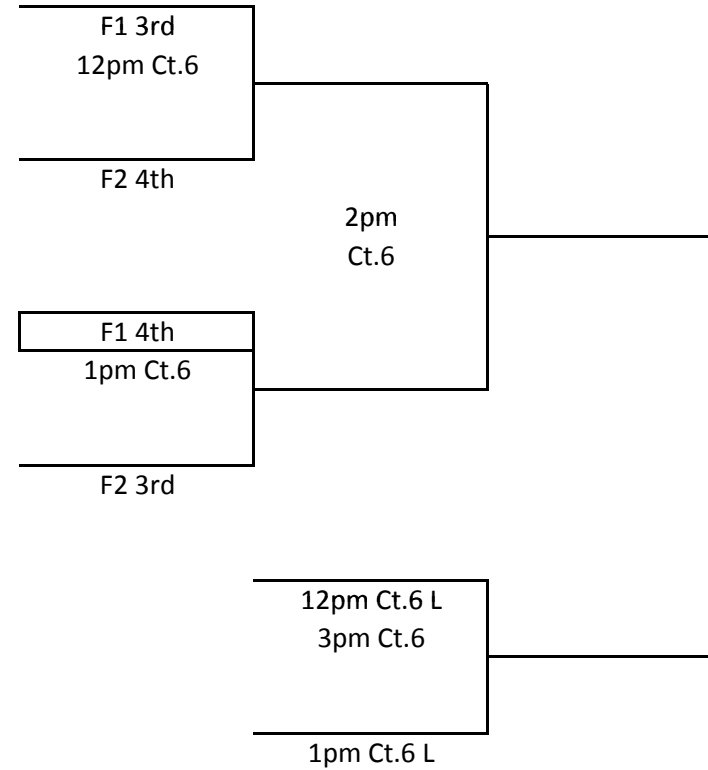 F1 3rd
12pm Ct.6
F2 4th
2pm
Ct.6
F1 4th
1pm Ct.6
F2 3rd
12pm Ct.6 L
3pm Ct.6
1pm Ct.6 L